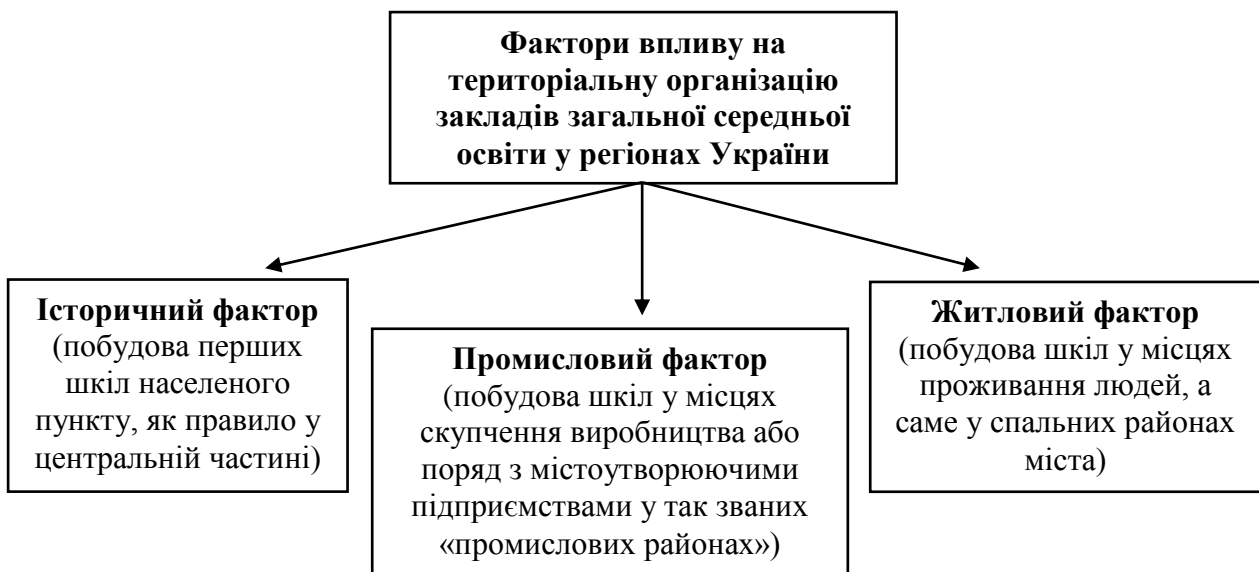 Фактори впливу на
територіальну організацію
закладів загальної середньої
освіти у регіонах України
Історичний фактор
(побудова перших
шкіл населеного
пункту, як правило у
центральній частині)
Промисловий фактор
(побудова шкіл у місцях
скупчення виробництва або
поряд з містоутворюючими
підприємствами у так званих
«промислових районах»)
Житловий фактор
(побудова шкіл у місцях
проживання людей, а
саме у спальних районах
міста)